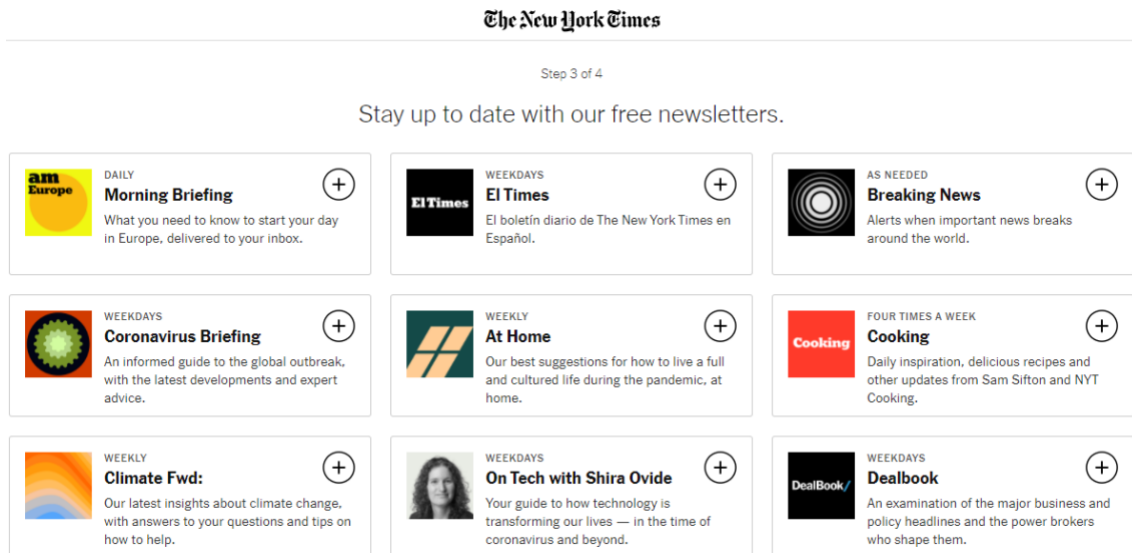 The New York Times
Step 3 of 4
Stay up to date with our free newsletters.
am
Europe
DAILY
Morning Briefing
What you need to know to start your day
in Europe, delivered to your inbox.
El Times
WEEKDAYS
El Times
El boletín diario de The New York Times en
Español.
AS NEEDED
Breaking News
Alerts when important news breaks
around the world.
WEEKDAYS
Coronavirus Briefing
An informed guide to the global outbreak,
with the latest developments and expert
advice.
WEEKLY
At Home
Our best suggestions for how to live a full
and cultured life during the pandemic, at
home.
Cooking
FOUR TIMES A WEEK
Cooking
Daily inspiration, delicious recipes and
other updates from Sam Sifton and NYT
Cooking.
WEEKLY
Climate Fwd:
Our latest insights about climate change,
with answers to your questions and tips on
how to help.
WEEKDAYS
On Tech with Shira Ovide
Your guide to how technology is
transforming our lives — in the time of
coronavirus and beyond.
DealBook/
WEEKDAYS
Dealbook
An examination of the major business and
policy headlines and the power brokers
who shape them.